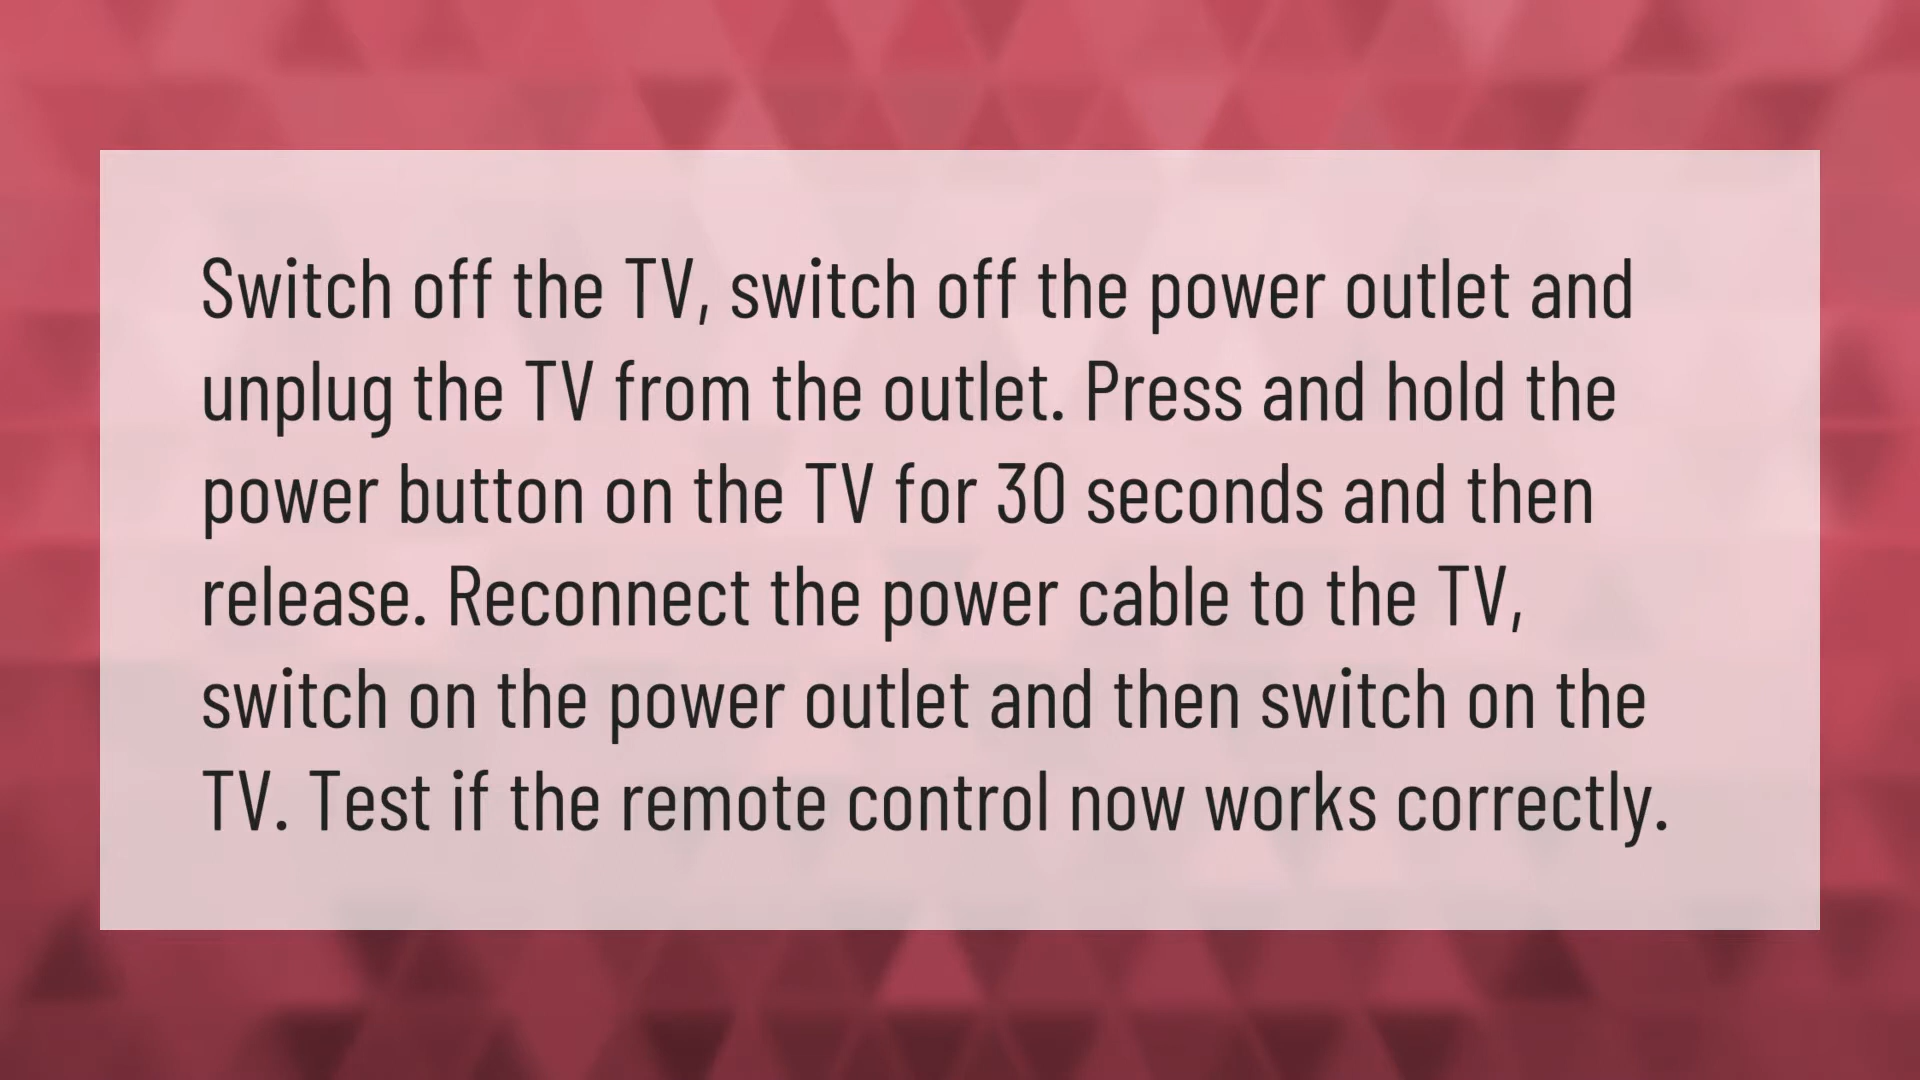 Switch off the TV, switch off the power outlet and
unplug the TV from the outlet. Press and hold the
power button on the TV for 30 seconds and then
release. Reconnect the power cable to the TV,
switch on the power outlet and then switch on the
TV. Test if the remote control now works correctly.